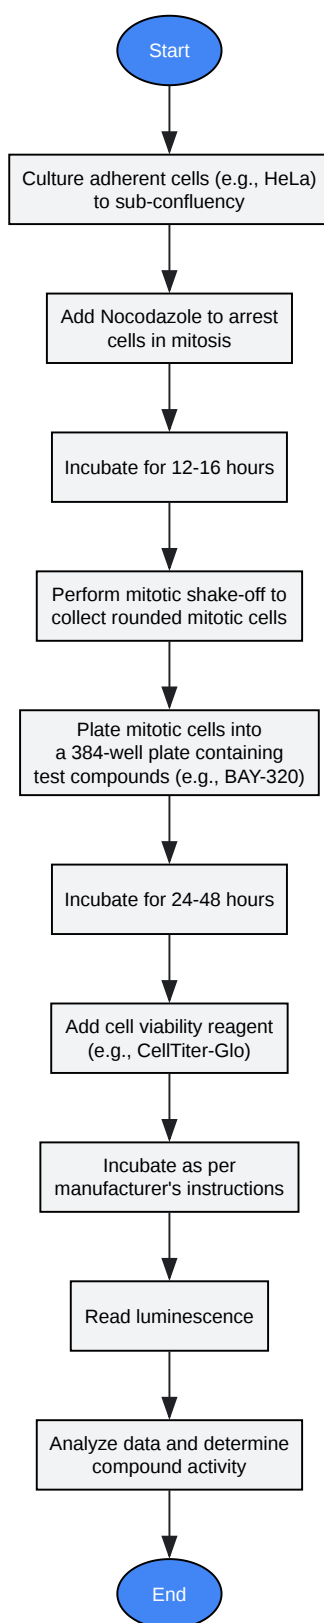 Start
Culture adherent cells (e.g., HeLa)
to sub-confluency
Add Nocodazole to arrest
cells in mitosis
Incubate for 12-16 hours
Perform mitotic shake-off to
collect rounded mitotic cells
Plate mitotic cells into
a 384-well plate containing
test compounds (e.g., BAY-320)
Incubate for 24-48 hours
Add cell viability reagent
(e.g., CellTiter-Glo)
Incubate as per
manufacturer's instructions
Read luminescence
Analyze data and determine
compound activity
End